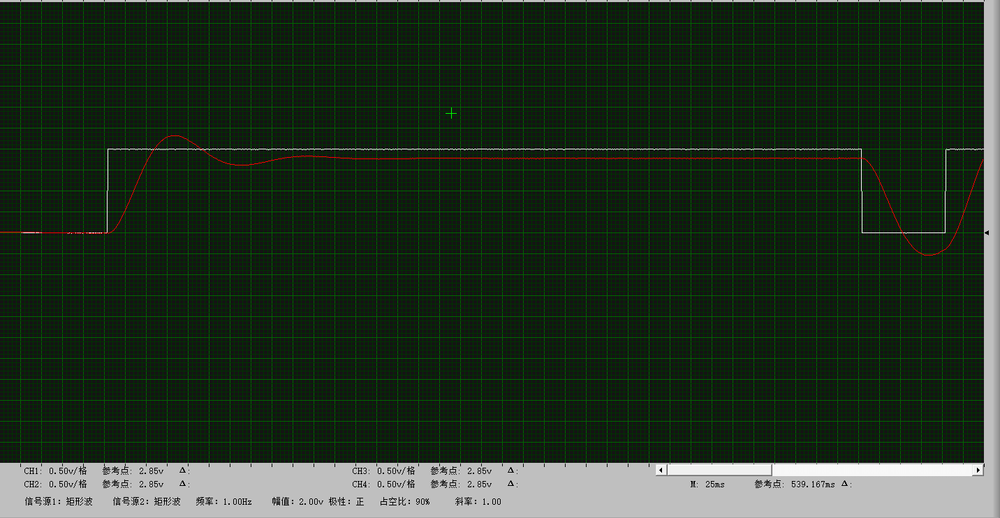 CH1: 0.50v/格 参考点: 2.85v Δ: CH3: 0.50v/格 参考点: 2.85v Δ:
CH2: 0.50v/格 参考点: 2.85v Δ: CH4: 0.50v/格 参考点: 2.85v Δ: M: 25ms 参考点: 539.167ms Δ:
信号源1: 矩形波 信号源2: 矩形波 频率: 1.00Hz 幅值: 2.00v 极性: 正 占空比: 90% 斜率: 1.00